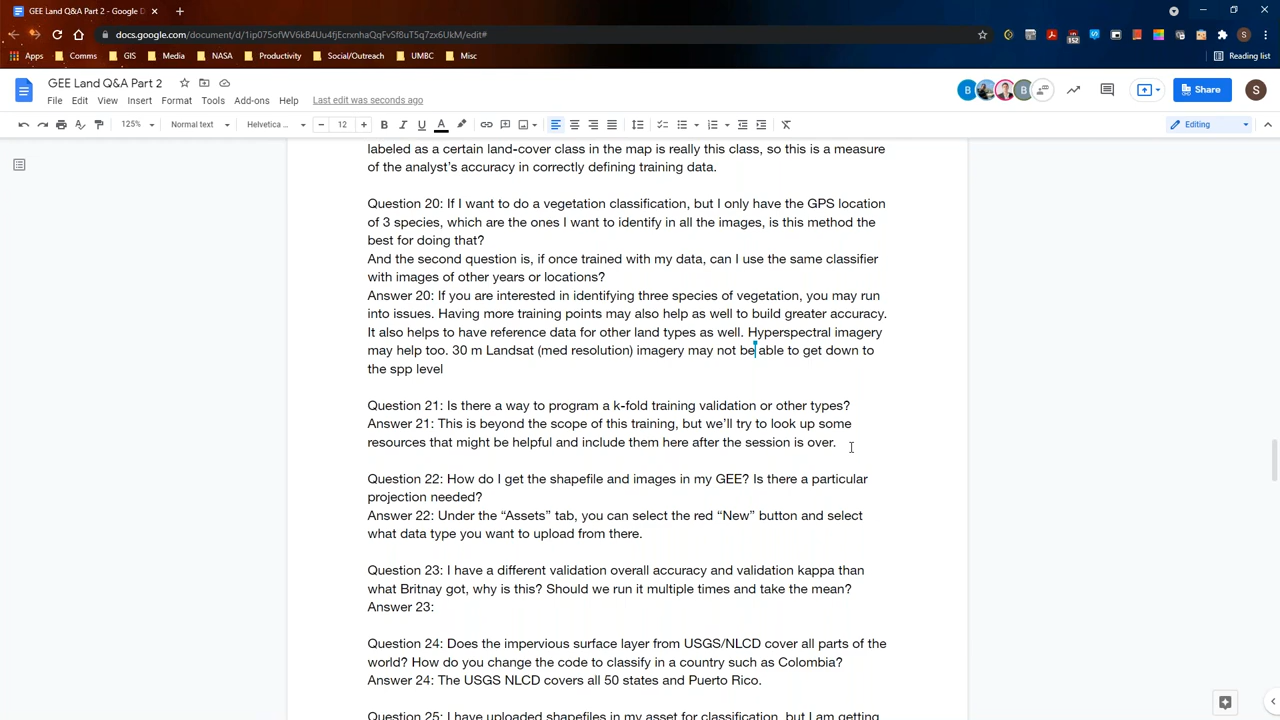 GEE Land Q&A Part 2 - Google D
docs.google.com/document/d/1ip075ofWV6kB4Uu4fjEcrxnhaQqFvSf8uT5q7zx6UkM/edit#
Apps Comms GIS Media NASA Productivity Social/Outreach UMBC Misc Reading list
GEE Land Q&A Part 2
File Edit View Insert Format Tools Add-ons Help Last edit was seconds ago
Share
125% Normal text Helvetica ... 12 Editing
labeled as a certain land-cover class in the map is really this class, so this is a measure
of the analyst's accuracy in correctly defining training data.
Question 20: If I want to do a vegetation classification, but I only have the GPS location
of 3 species, which are the ones I want to identify in all the images, is this method the
best for doing that?
And the second question is, if once trained with my data, can I use the same classifier
with images of other years or locations?
Answer 20: If you are interested in identifying three species of vegetation, you may run
into issues. Having more training points may also help as well to build greater accuracy.
It also helps to have reference data for other land types as well. Hyperspectral imagery
may help too. 30 m Landsat (med resolution) imagery may not be able to get down to
the spp level
Question 21: Is there a way to program a k-fold training validation or other types?
Answer 21: This is beyond the scope of this training, but we'll try to look up some
resources that might be helpful and include them here after the session is over.
Question 22: How do I get the shapefile and images in my GEE? Is there a particular
projection needed?
Answer 22: Under the “Assets” tab, you can select the red “New” button and select
what data type you want to upload from there.
Question 23: I have a different validation overall accuracy and validation kappa than
what Britnay got, why is this? Should we run it multiple times and take the mean?
Answer 23:
Question 24: Does the impervious surface layer from USGS/NLCD cover all parts of the
world? How do you change the code to classify in a country such as Colombia?
Answer 24: The USGS NLCD covers all 50 states and Puerto Rico.
Question 25: I have uploaded shapefiles in my asset for classification, but I am getting